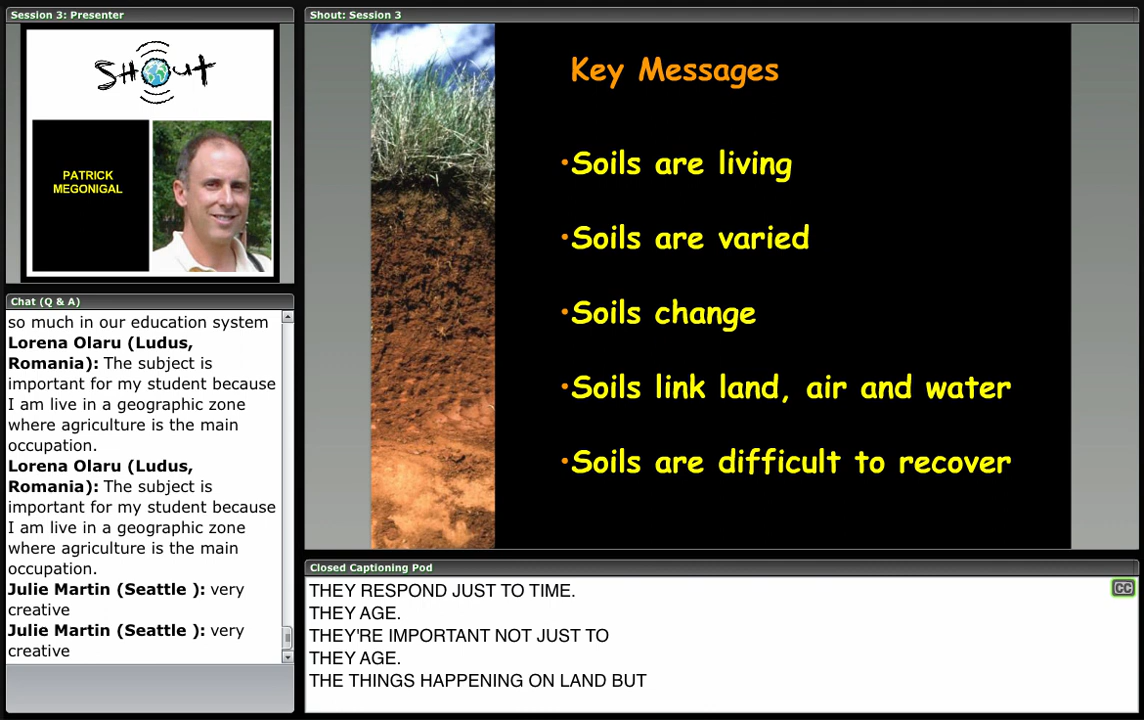 Session 3: Presenter
SHOut
PATRICK
MEGONIGAL
Chat (Q & A)
so much in our education system
Lorena Olaru (Ludus,
Romania): The subject is
important for my student because
I am live in a geographic zone
where agriculture is the main
occupation.
Lorena Olaru (Ludus,
Romania): The subject is
important for my student because
I am live in a geographic zone
where agriculture is the main
occupation.
Julie Martin (Seattle ): very
creative
Julie Martin (Seattle ): very
creative
Shout: Session 3
Key Messages
•Soils are living
•Soils are varied
•Soils change
•Soils link land, air and water
•Soils are difficult to recover
Closed Captioning Pod
CC
THEY RESPOND JUST TO TIME.
THEY AGE.
THEY'RE IMPORTANT NOT JUST TO
THEY AGE.
THE THINGS HAPPENING ON LAND BUT